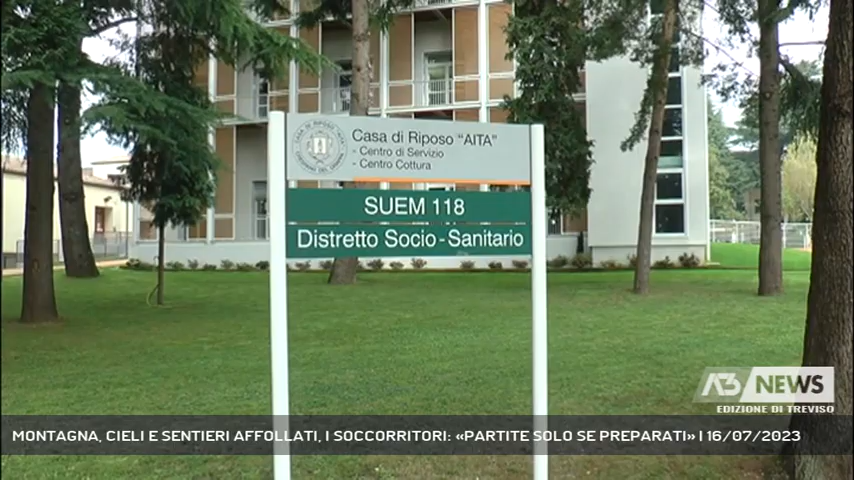 Casa di Riposo "AITA"
- Centro di Servizio
- Centro Cottura
SUEM 118
Distretto Socio-Sanitario
A3 NEWS
EDIZIONE DI TREVISO
MONTAGNA, CIELI E SENTIERI AFFOLLATI, I SOCCORRITORI: «PARTITE SOLO SE PREPARATI» | 16/07/2023